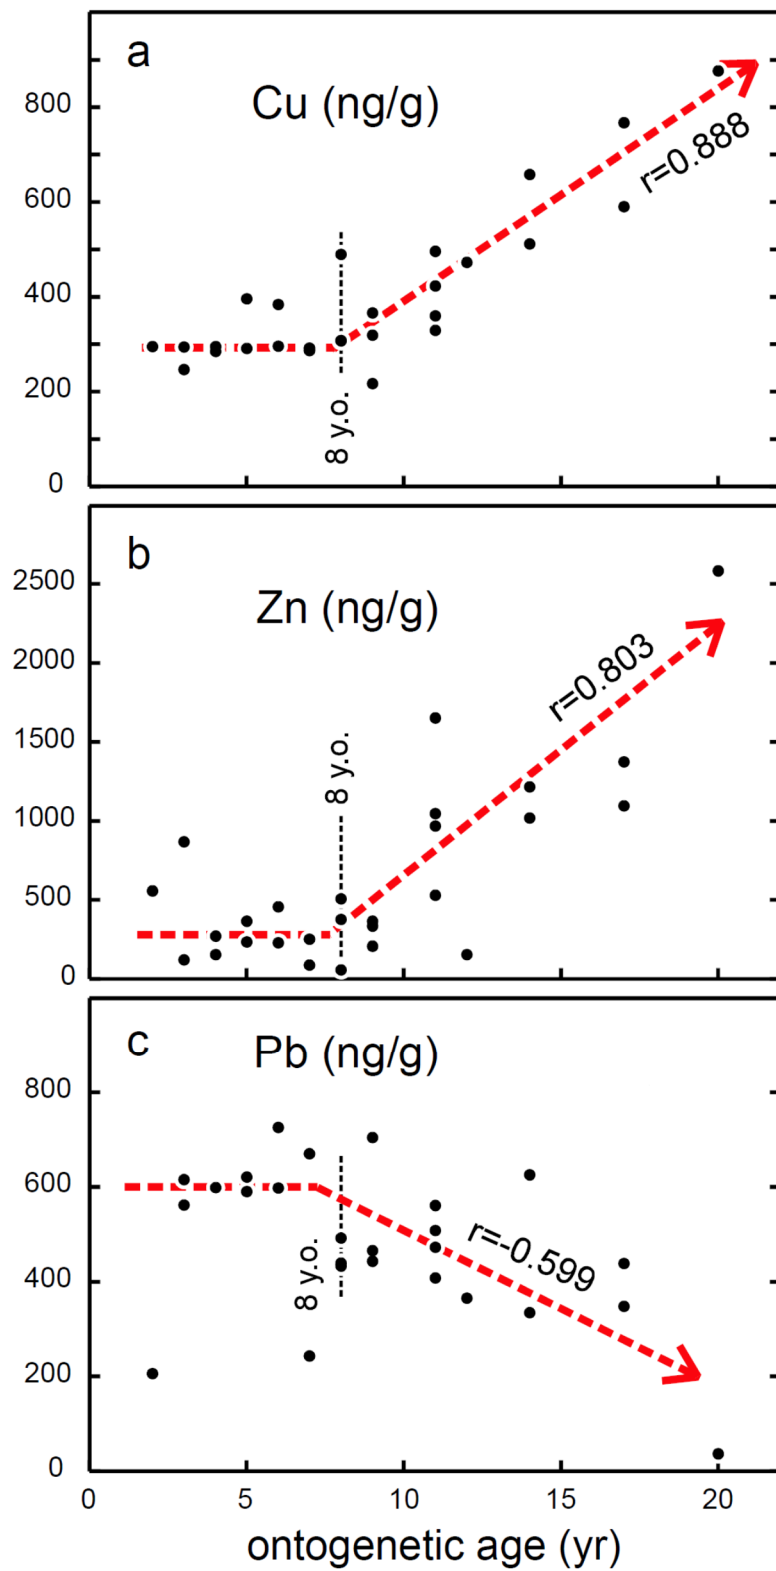 a
Cu (ng/g)
800
600
400
200
0
r=0.888
8 y.o.
b
Zn (ng/g)
2500
2000
1500
1000
500
0
r=0.803
8 y.o.
c
Pb (ng/g)
800
600
400
200
0
r=-0.599
8 y.o.
0 5 10 15 20
ontogenetic age (yr)